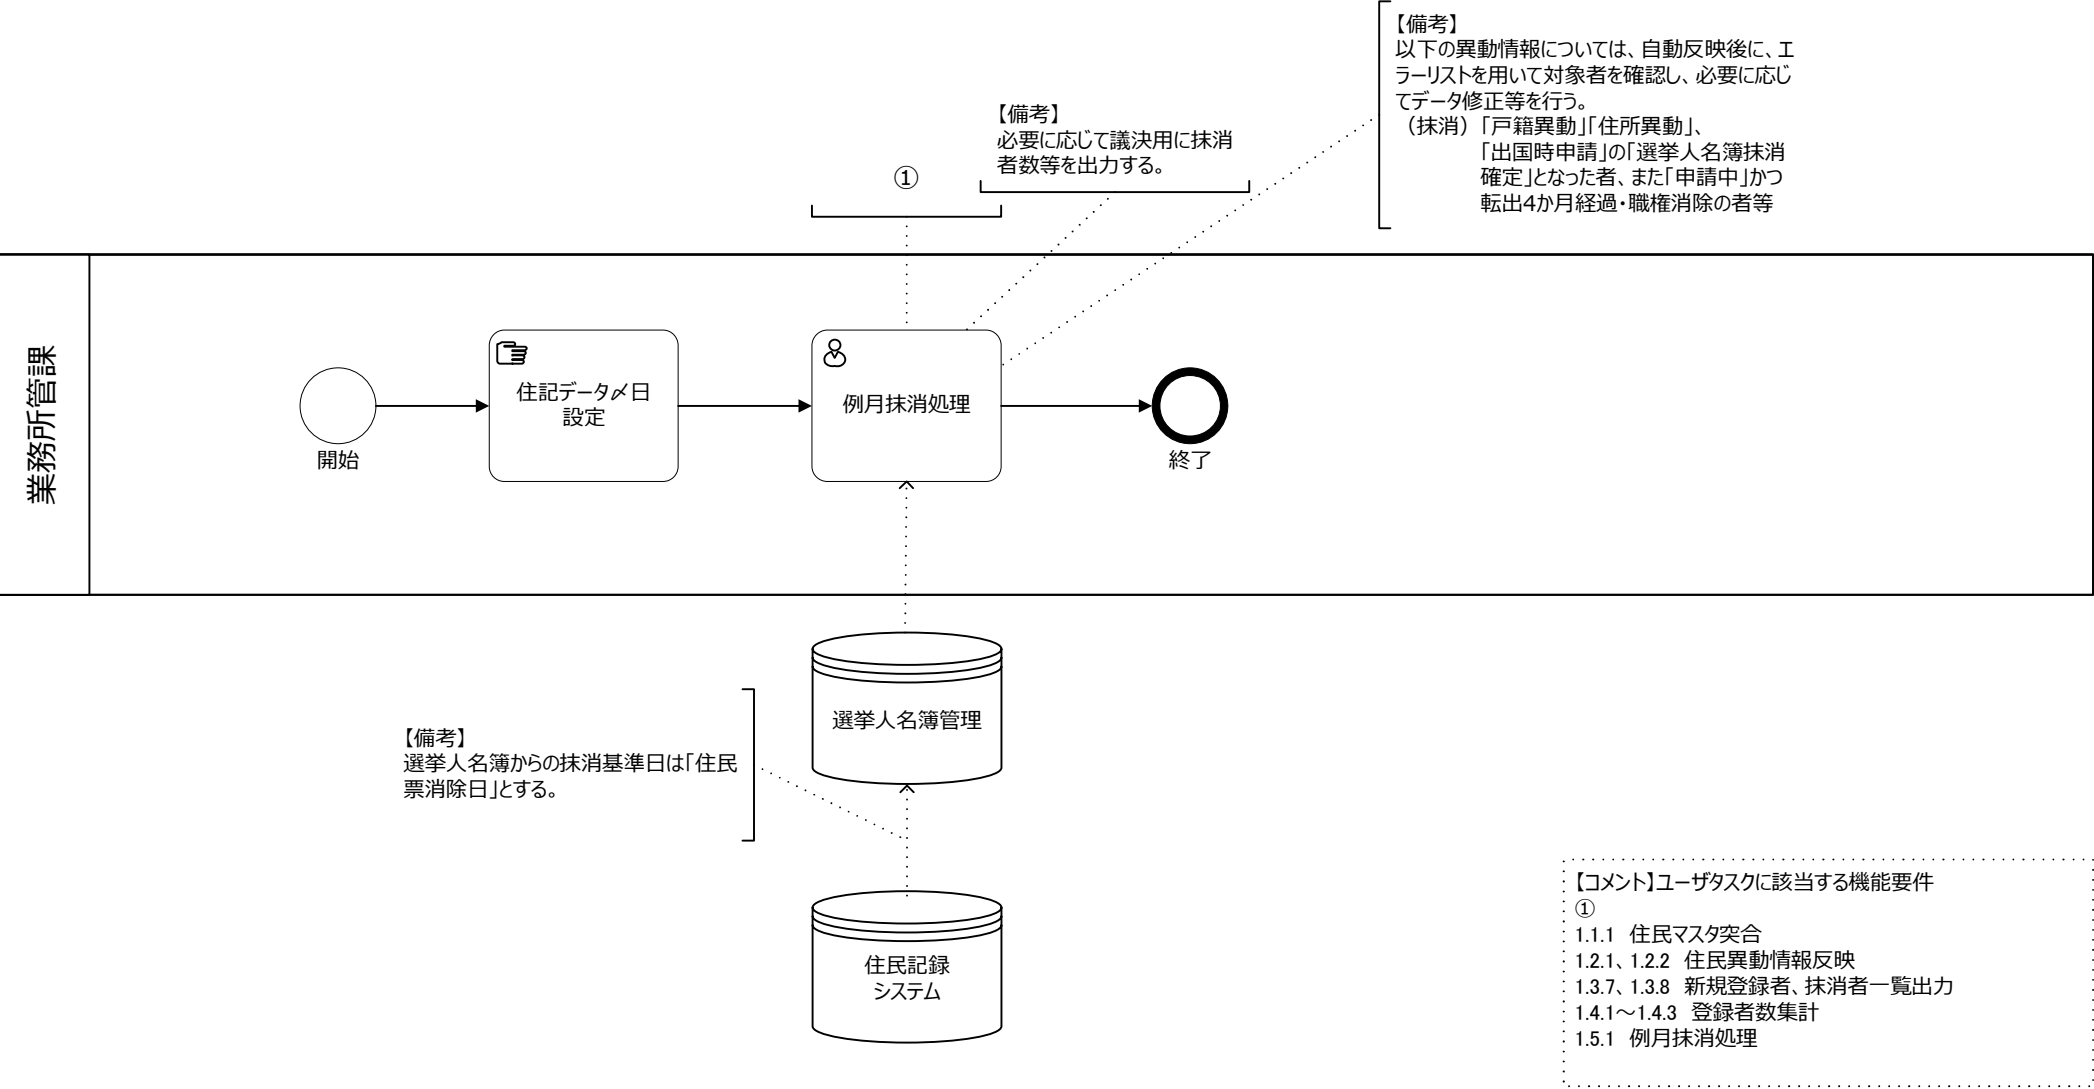 【備考】
以下の異動情報については、自動反映後に、エ
ラーリストを用いて対象者を確認し、必要に応じ
てデータ修正等を行う。
（抹消）「戸籍異動」「住所異動」、
「出国時申請」の「選挙人名簿抹消
確定」となった者、また「申請中」かつ
転出4か月経過・職権消除の者等
【備考】
必要に応じて議決用に抹消
者数等を出力する。
①
業務所管課
開始
住記データ〆日
設定
例月抹消処理
終了
選挙人名簿管理
【備考】
選挙人名簿からの抹消基準日は「住民
票消除日」とする。
住民記録
システム
【コメント】ユーザタスクに該当する機能要件
①
1.1.1 住民マスタ突合
1.2.1、1.2.2 住民異動情報反映
1.3.7、1.3.8 新規登録者、抹消者一覧出力
1.4.1～1.4.3 登録者数集計
1.5.1 例月抹消処理